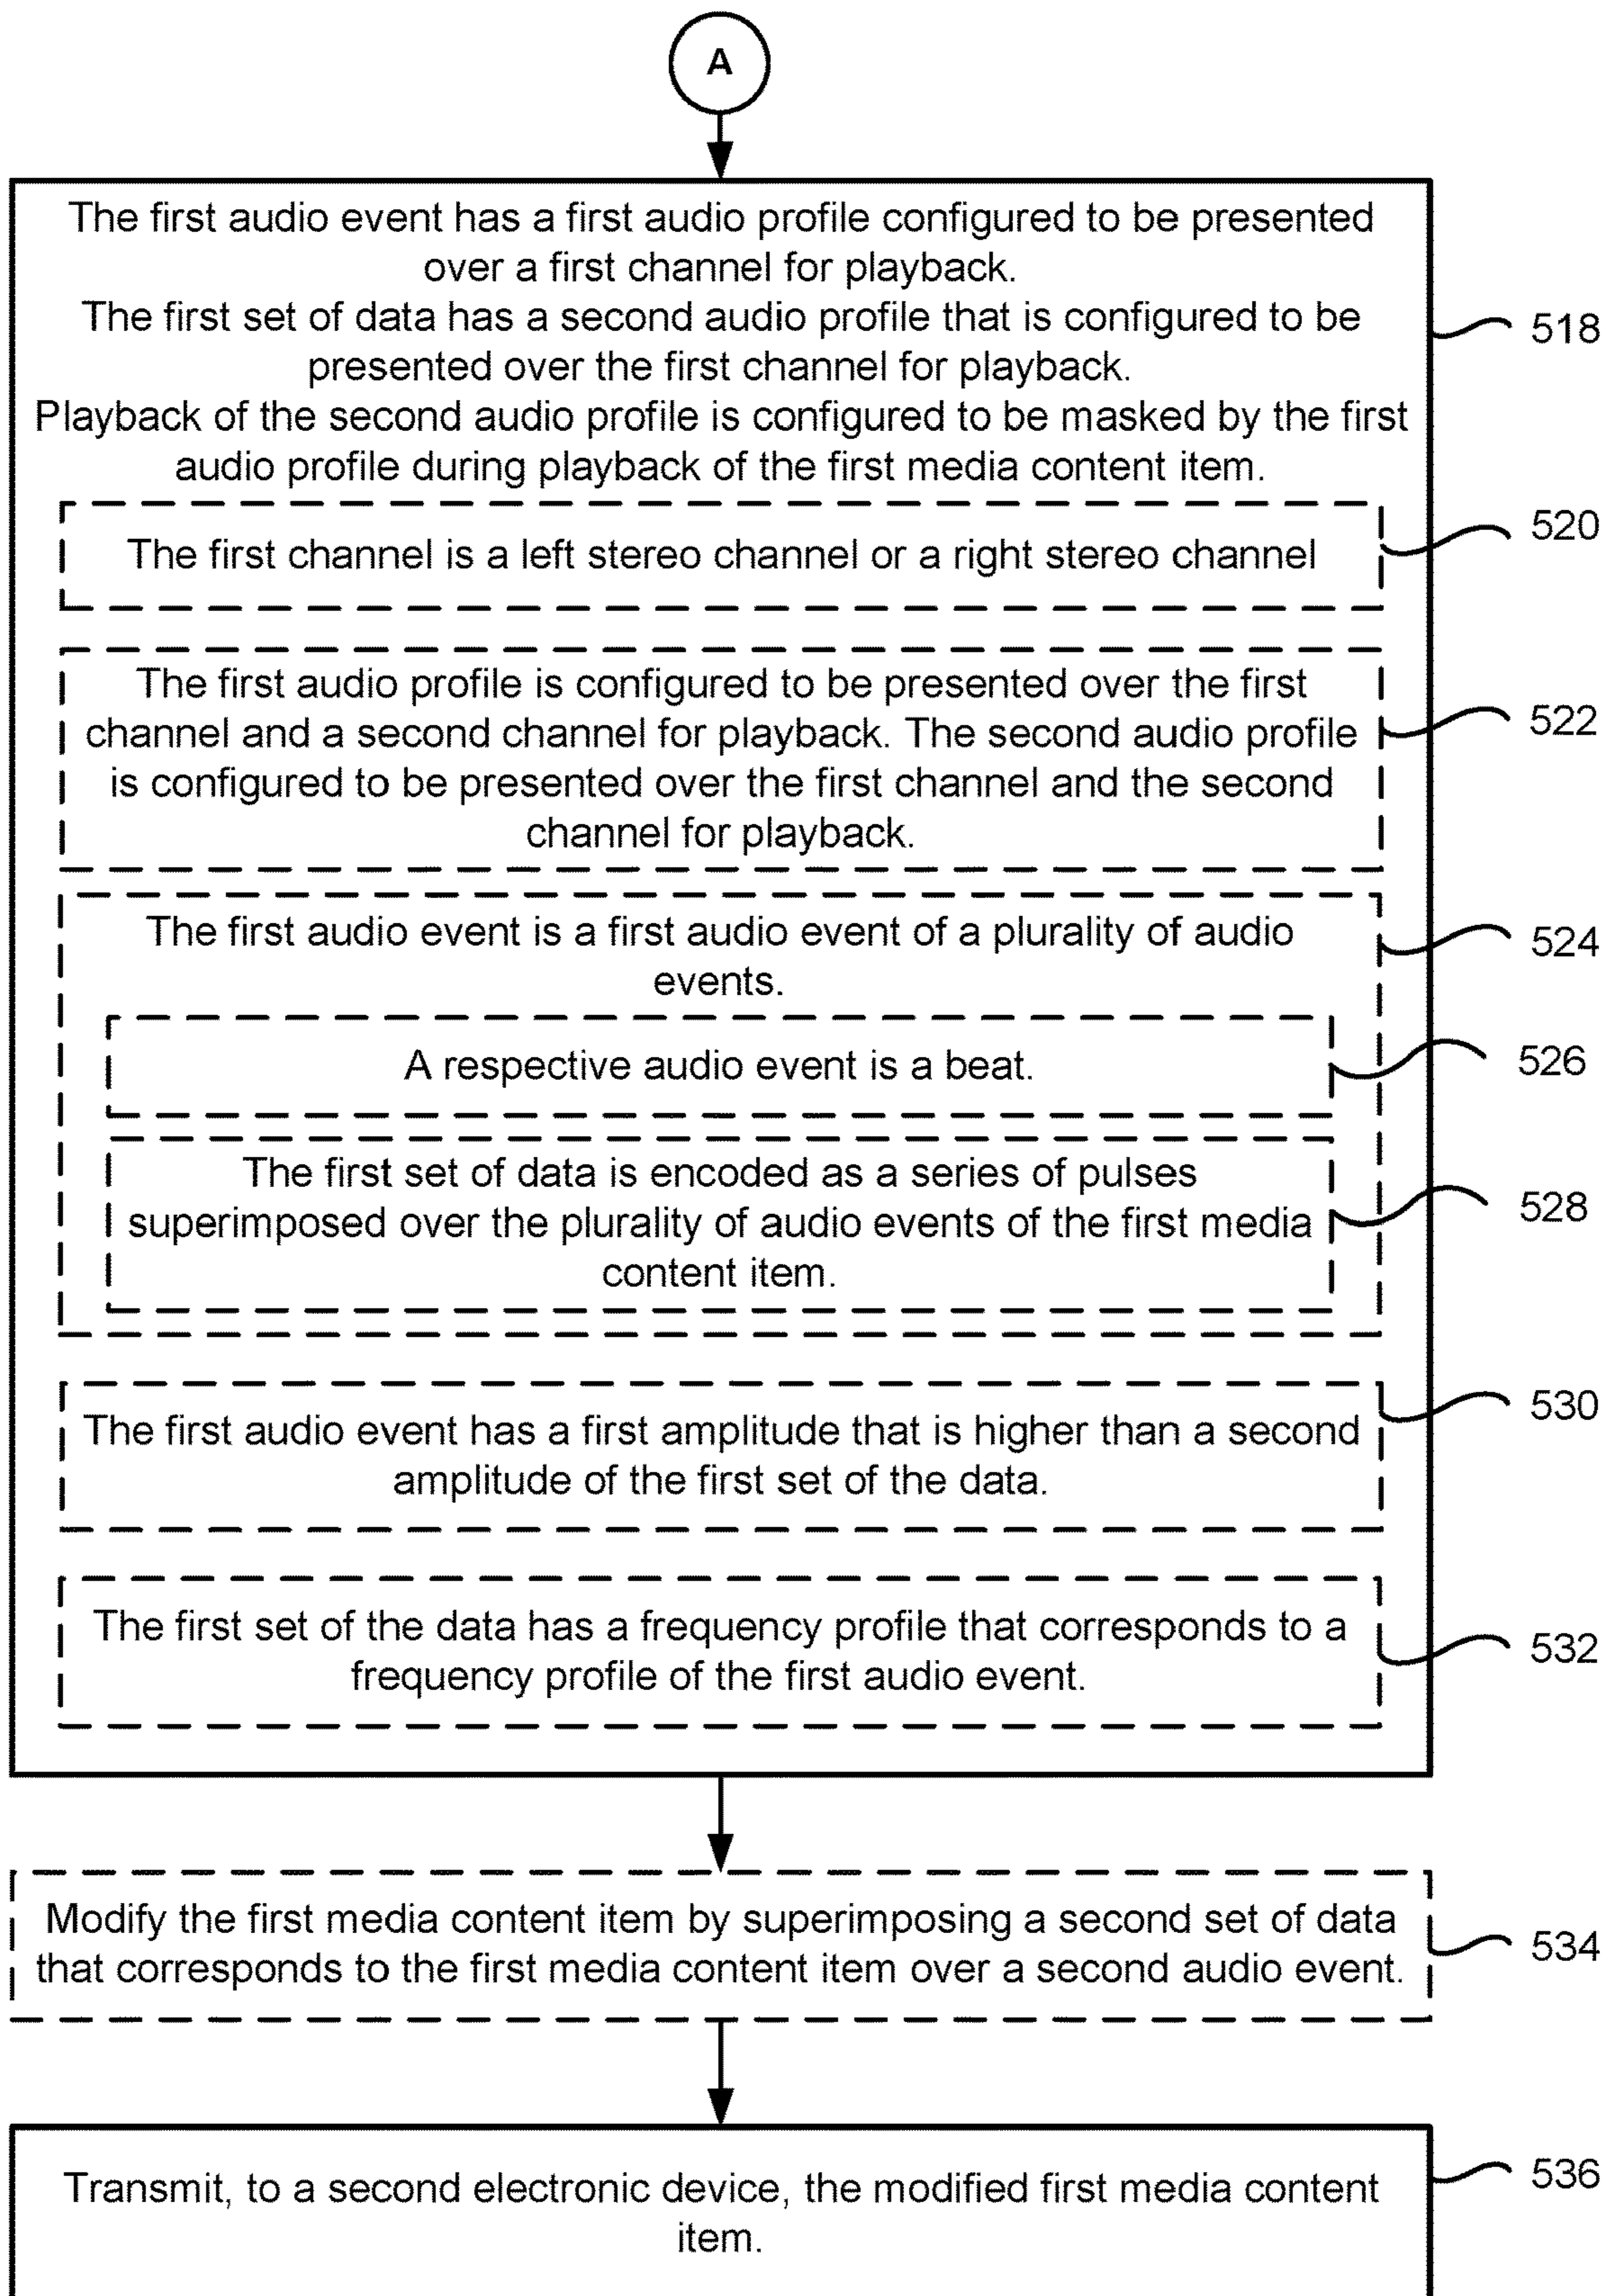 A
The first audio event has a first audio profile configured to be presented
over a first channel for playback.
The first set of data has a second audio profile that is configured to be
presented over the first channel for playback.
Playback of the second audio profile is configured to be masked by the first
audio profile during playback of the first media content item.
518
The first channel is a left stereo channel or a right stereo channel
520
The first audio profile is configured to be presented over the first
channel and a second channel for playback. The second audio profile
is configured to be presented over the first channel and the second
channel for playback.
522
The first audio event is a first audio event of a plurality of audio
events.
524
A respective audio event is a beat.
526
The first set of data is encoded as a series of pulses
superimposed over the plurality of audio events of the first media
content item.
528
The first audio event has a first amplitude that is higher than a second
amplitude of the first set of the data.
530
The first set of the data has a frequency profile that corresponds to a
frequency profile of the first audio event.
532
Modify the first media content item by superimposing a second set of data
that corresponds to the first media content item over a second audio event.
534
Transmit, to a second electronic device, the modified first media content
item.
536